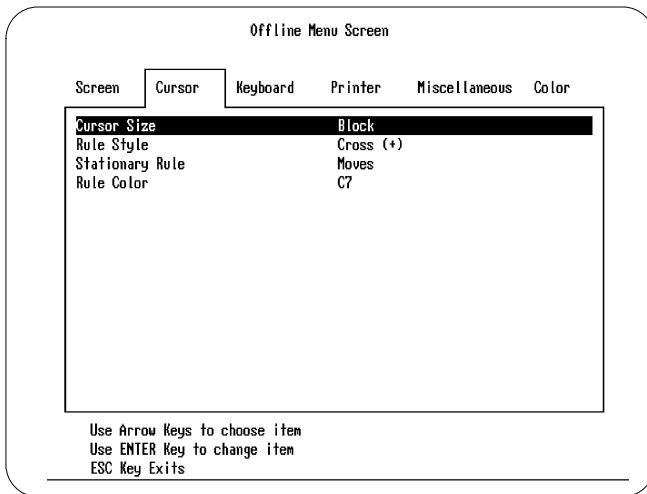 Offline Menu Screen
Screen Cursor Keyboard Printer Miscellaneous Color
Cursor Size Block
Rule Style Cross (+)
Stationary Rule Moves
Rule Color C7
Use Arrow Keys to choose item
Use ENTER Key to change item
ESC Key Exits